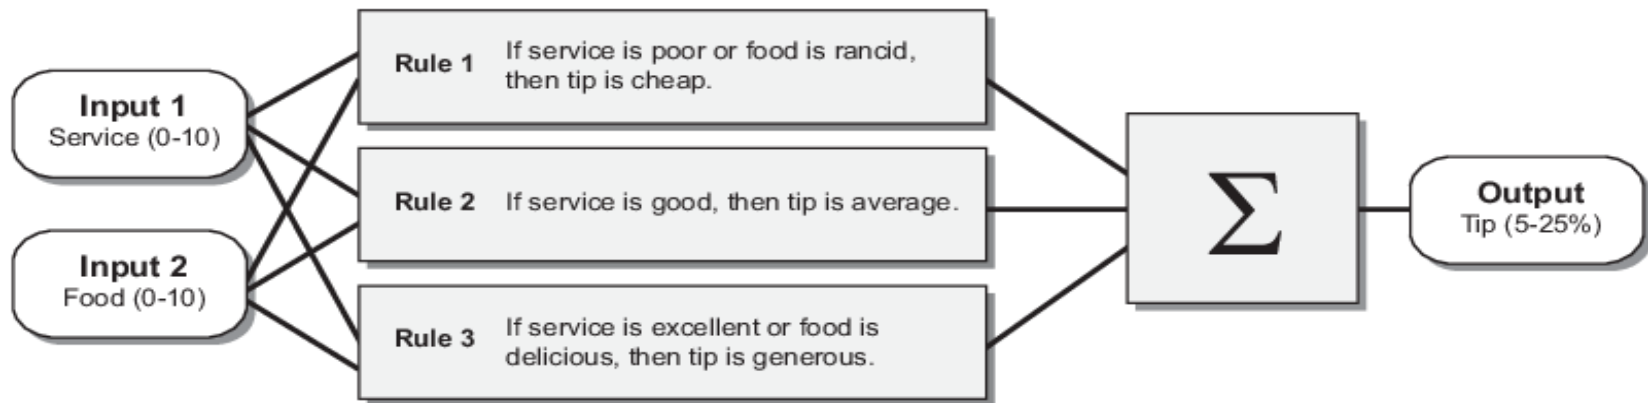 Input 1
Service (0-10)
Input 2
Food (0-10)
Rule 1
If service is poor or food is rancid,
then tip is cheap.
Rule 2
If service is good, then tip is average.
Rule 3
If service is excellent or food is
delicious, then tip is generous.
Σ
Output
Tip (5-25%)